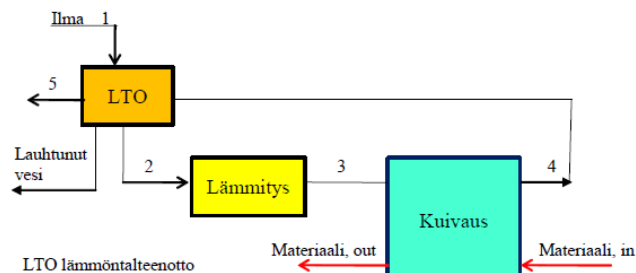 Ilma 1
5
LTO
Lauhtunut
vesi
2
Lämmitys
3
4
Kuivaus
Materiaali, out
Materiaali, in
LTO lämmöntalteenotto